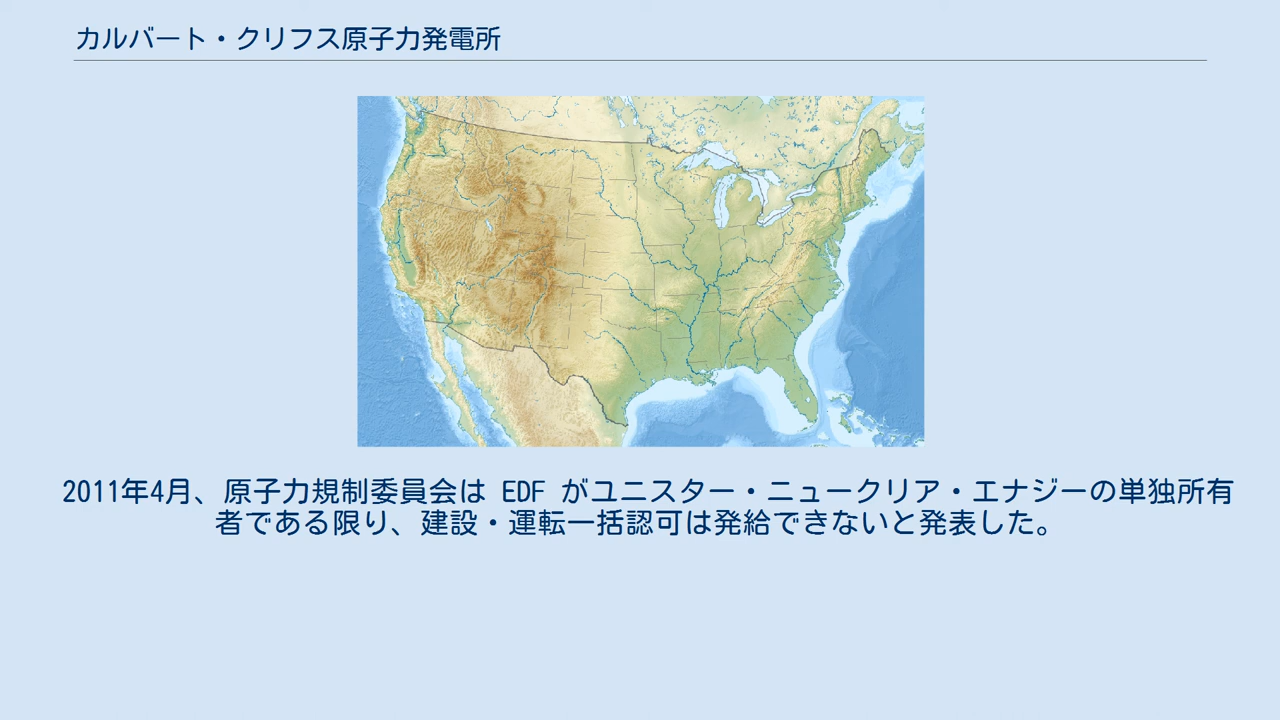 カルバート・クリフス原子力発電所
2011年4月、原子力規制委員会は EDF がユニスター・ニュークリア・エナジーの単独所有
者である限り、建設・運転一括認可は発給できないと発表した。